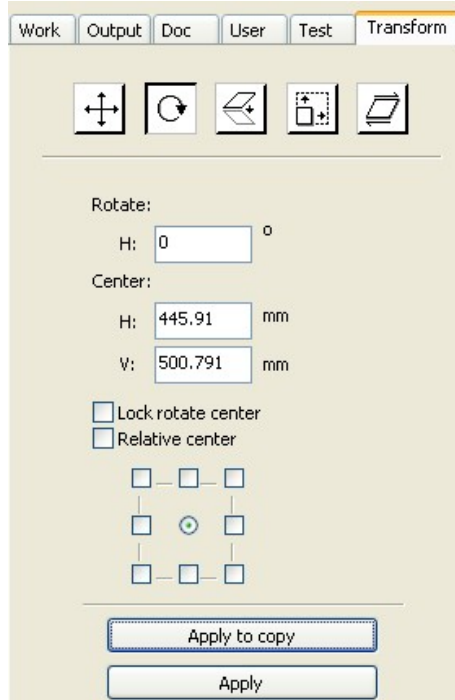 Work Output Doc User Test Transform
Rotate:
H: 0 o
Center:
H: 445.91 mm
V: 500.791 mm
Lock rotate center
Relative center
Apply to copy
Apply